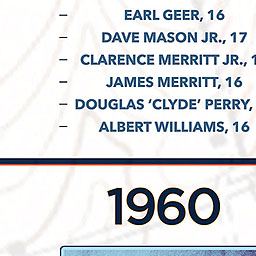 – EARL GEER, 16
– DAVE MASON JR., 17
– CLARENCE MERRITT JR.,
– JAMES MERRITT, 16
– DOUGLAS ‘CLYDE’ PERRY,
– ALBERT WILLIAMS, 16
1960